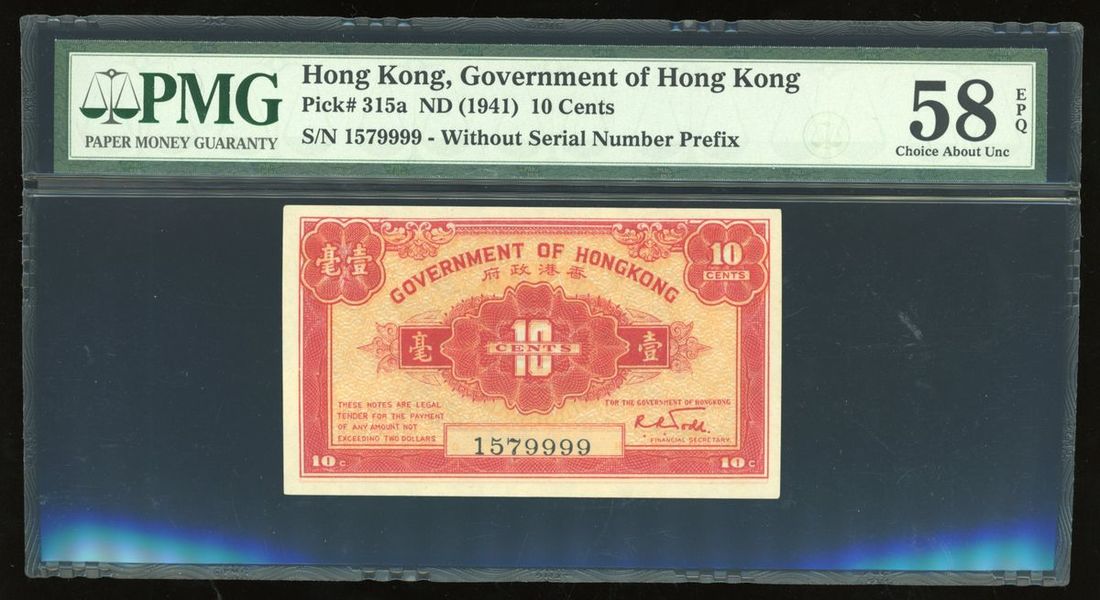 PMG
PAPER MONEY GUARANTY
Hong Kong, Government of Hong Kong
Pick# 315a ND (1941) 10 Cents
S/N 1579999 - Without Serial Number Prefix
58
EPQ
Choice About Unc
毫壹
GOVERNMENT OF HONGKONG
府政港香
10
CENTS
毫
10
CENTS
壹
THESE NOTES ARE LEGAL
TENDER FOR THE PAYMENT
OF ANY AMOUNT NOT
EXCEEDING TWO DOLLARS
FOR THE GOVERNMENT OF HONGKONG
R.R. Todd.
FINANCIAL SECRETARY.
1579999
10 C
10 C